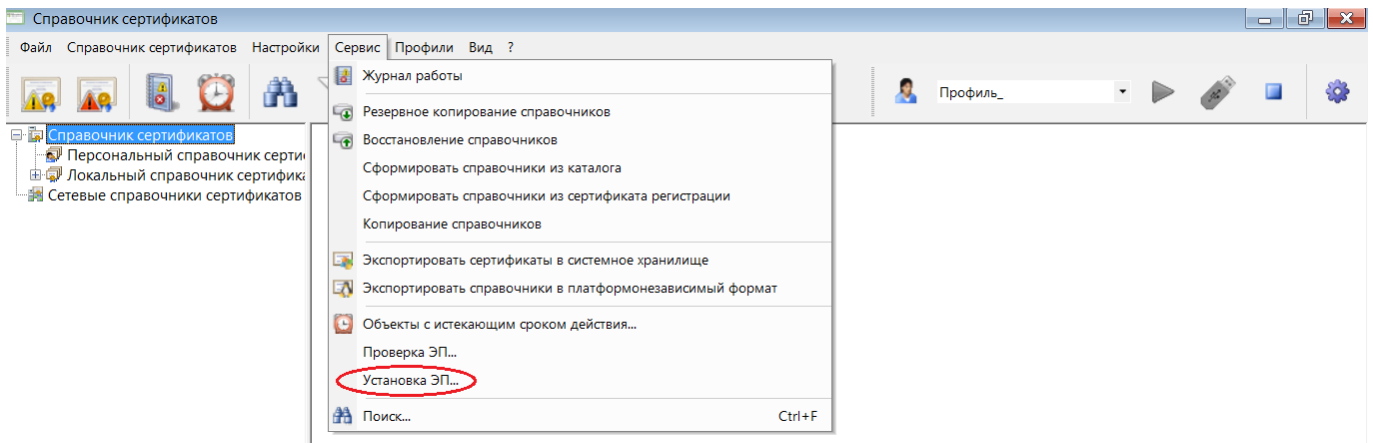 Справочник сертификатов
Файл Справочник сертификатов Настройки Сервис Профили Вид ?
Журнал работы
Резервное копирование справочников
Восстановление справочников
Сформировать справочники из каталога
Сформировать справочники из сертификата регистрации
Копирование справочников
Экспортировать сертификаты в системное хранилище
Экспортировать справочники в платформонезависимый формат
Объекты с истекающим сроком действия...
Проверка ЭП...
Установка ЭП...
Поиск... Ctrl+F
Профиль_
Справочник сертификатов
Персональный справочник серти
Локальный справочник сертифик
Сетевые справочники сертификатов